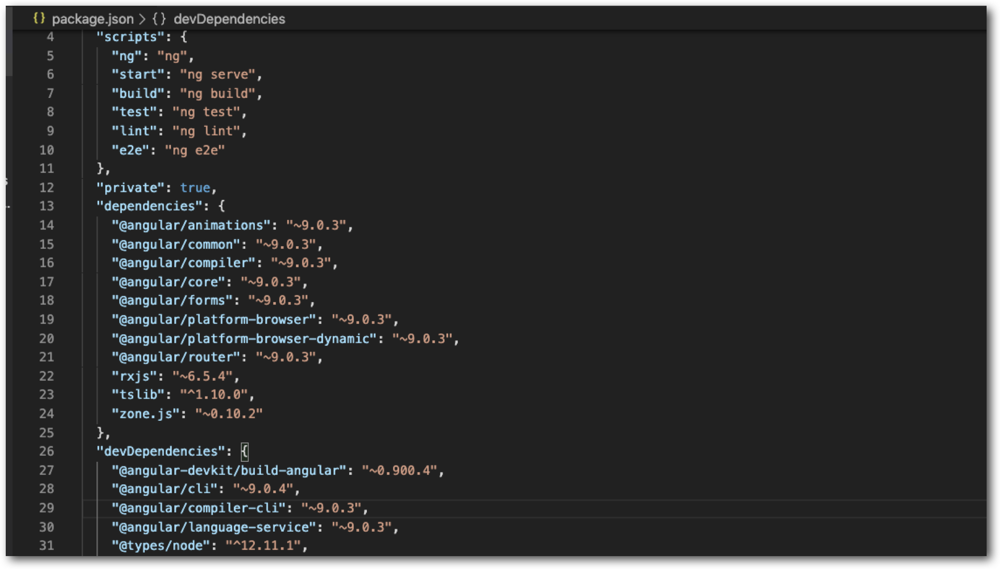 {} package.json > {} devDependencies
4 "scripts": {
5 "ng": "ng",
6 "start": "ng serve",
7 "build": "ng build",
8 "test": "ng test",
9 "lint": "ng lint",
10 "e2e": "ng e2e"
11 },
12 "private": true,
13 "dependencies": {
14 "@angular/animations": "~9.0.3",
15 "@angular/common": "~9.0.3",
16 "@angular/compiler": "~9.0.3",
17 "@angular/core": "~9.0.3",
18 "@angular/forms": "~9.0.3",
19 "@angular/platform-browser": "~9.0.3",
20 "@angular/platform-browser-dynamic": "~9.0.3",
21 "@angular/router": "~9.0.3",
22 "rxjs": "~6.5.4",
23 "tslib": "^1.10.0",
24 "zone.js": "~0.10.2"
25 },
26 "devDependencies": {
27 "@angular-devkit/build-angular": "~0.900.4",
28 "@angular/cli": "~9.0.4",
29 "@angular/compiler-cli": "~9.0.3",
30 "@angular/language-service": "~9.0.3",
31 "@types/node": "^12.11.1",